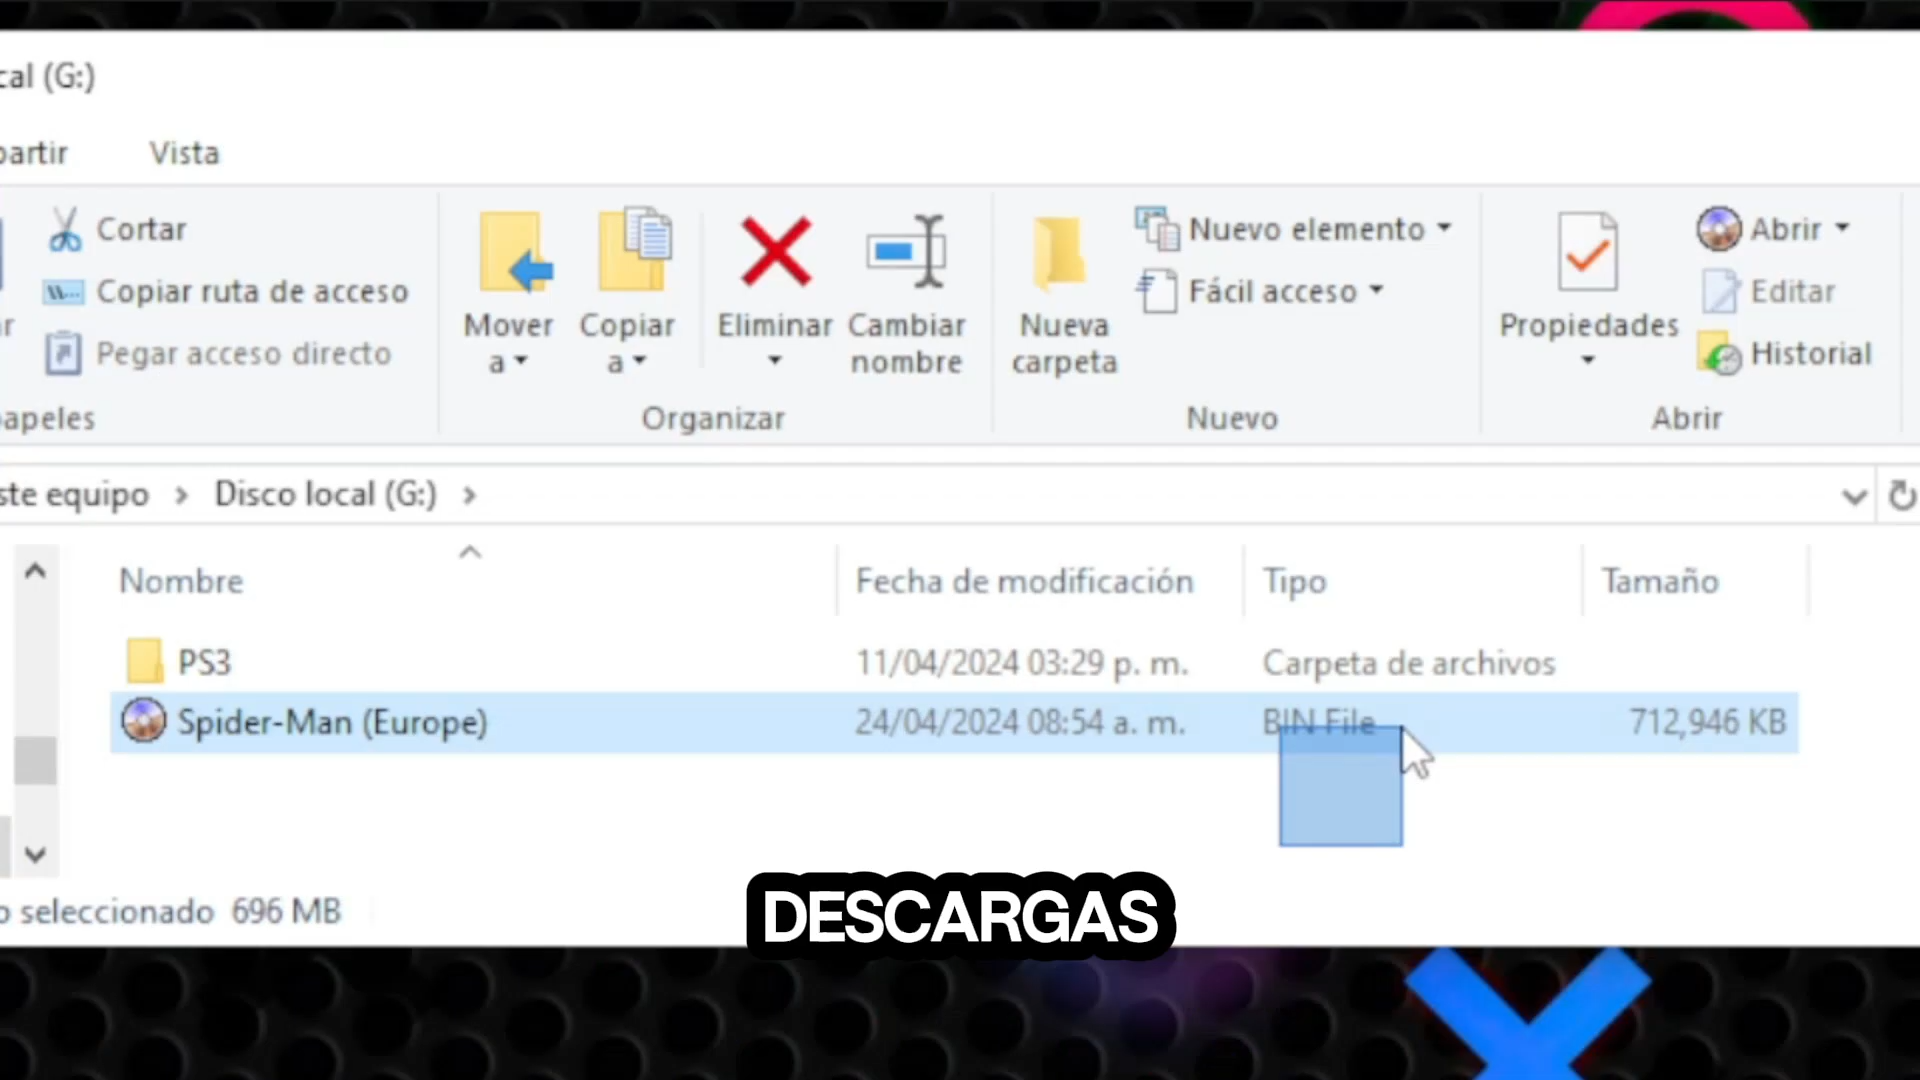 cal (G:)
partir Vista
Cortar
Copiar ruta de acceso
Pegar acceso directo
apapeles
Mover a
Copiar a
Eliminar
Cambiar nombre
Organizar
Nueva carpeta
Nuevo elemento
Fácil acceso
Nuevo
Propiedades
Abrir
Editar
Historial
Abrir
ste equipo > Disco local (G:) >
Nombre Fecha de modificación Tipo Tamaño
PS3 11/04/2024 03:29 p. m. Carpeta de archivos
Spider-Man (Europe) 24/04/2024 08:54 a. m. BIN File 712,946 KB
o seleccionado 696 MB
DESCARGAS